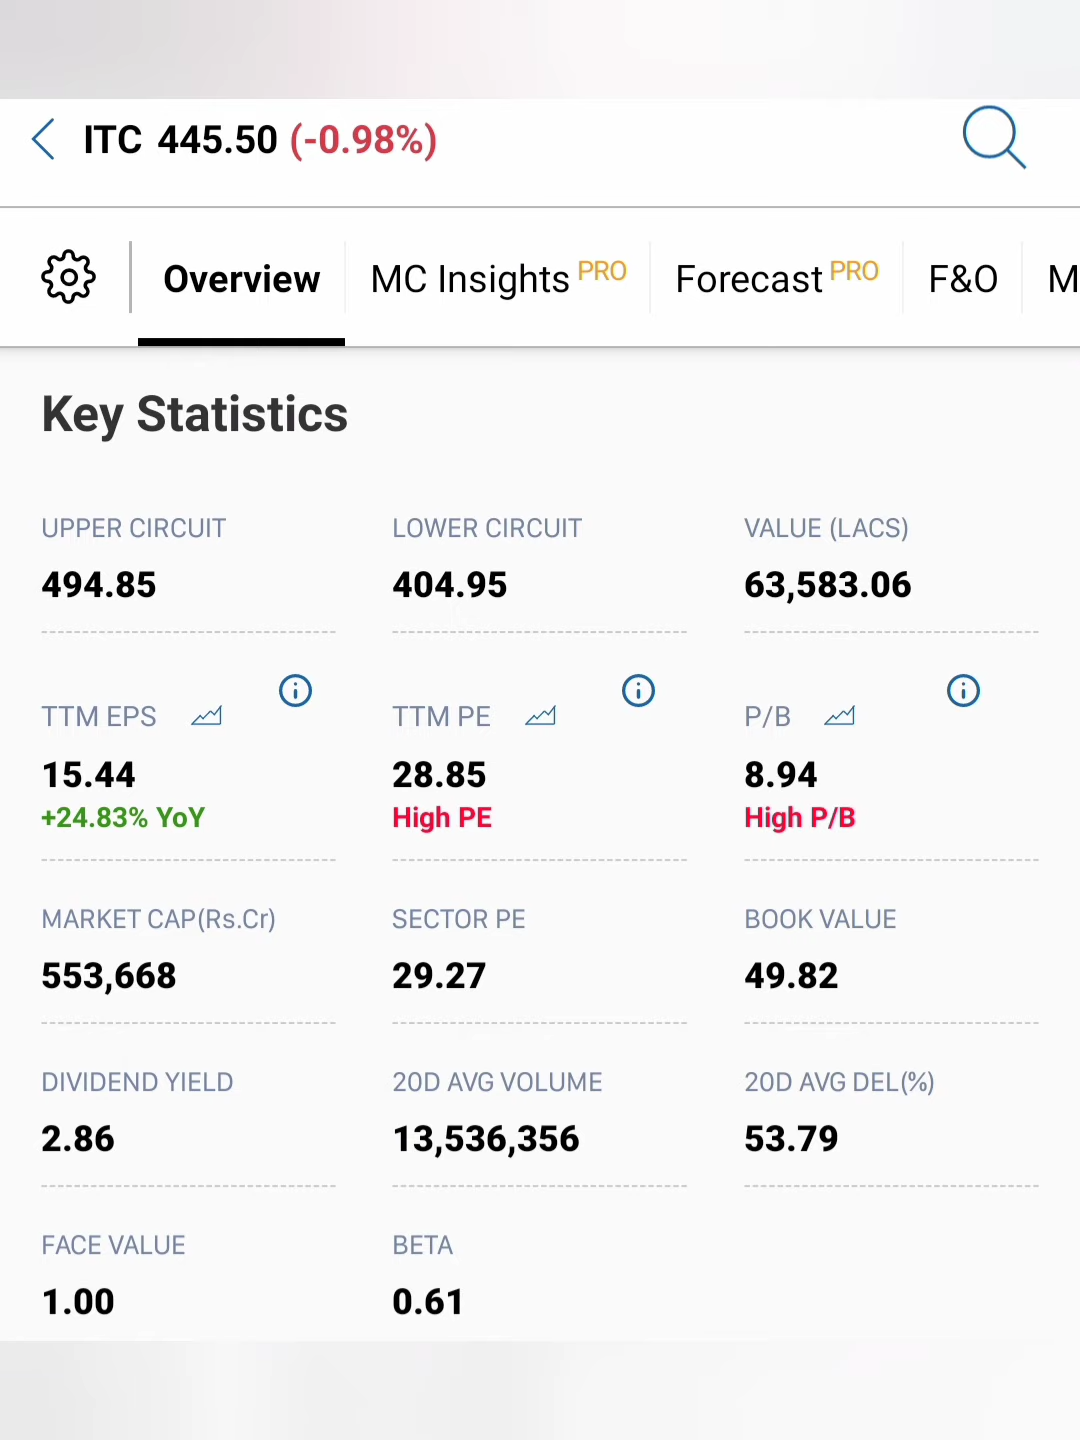 ITC 445.50 (-0.98%)
Overview MC Insights PRO Forecast PRO F&O M
Key Statistics
UPPER CIRCUIT LOWER CIRCUIT VALUE (LACS)
494.85 404.95 63,583.06
TTM EPS TTM PE P/B
15.44 28.85 8.94
+24.83% YoY High PE High P/B
MARKET CAP(Rs.Cr) SECTOR PE BOOK VALUE
553,668 29.27 49.82
DIVIDEND YIELD 20D AVG VOLUME 20D AVG DEL(%)
2.86 13,536,356 53.79
FACE VALUE BETA
1.00 0.61